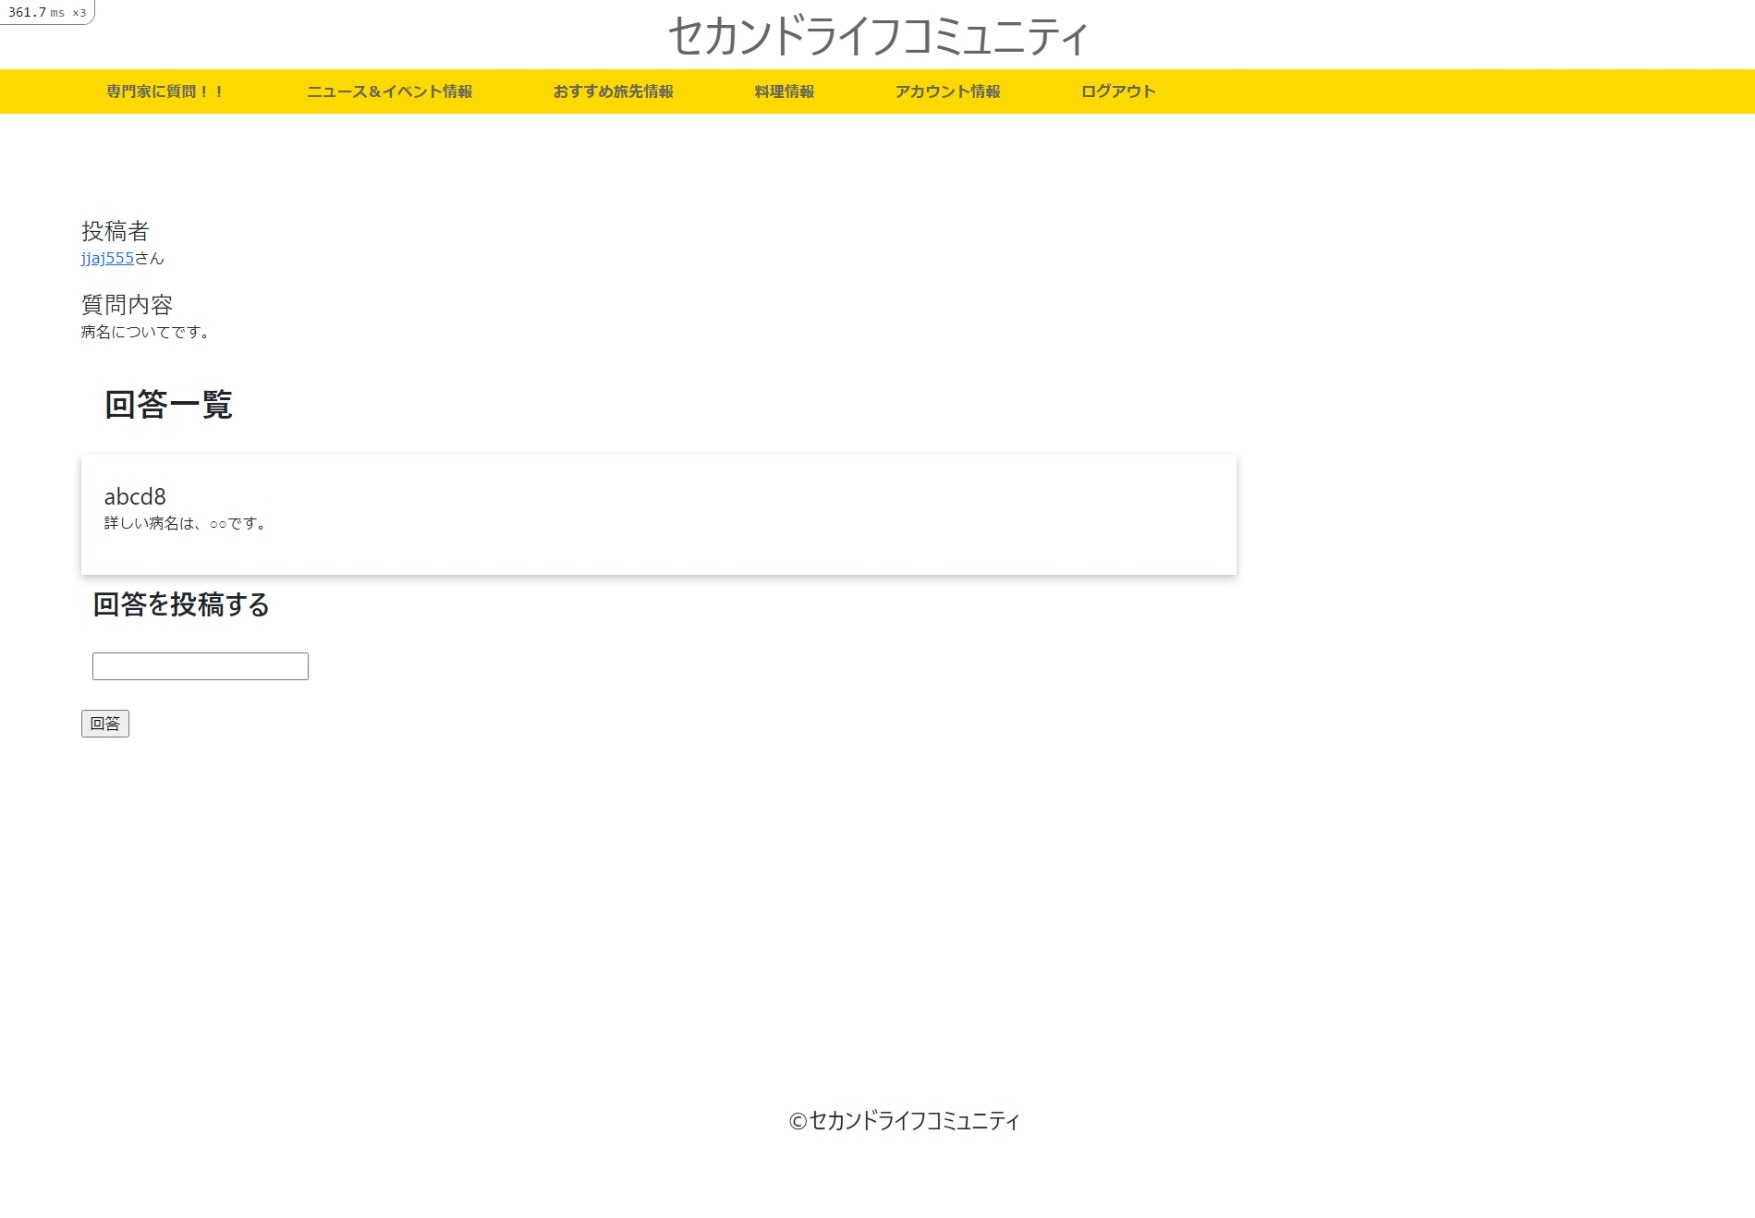 361.7 ms ×3
セカンドライフコミュニティ
専門家に質問！！ ニュース&イベント情報 おすすめ旅先情報 料理情報 アカウント情報 ログアウト
投稿者
jjaj555さん
質問内容
病名についてです。
回答一覧
abcd8
詳しい病名は、○○です。
回答を投稿する
回答
©セカンドライフコミュニティ